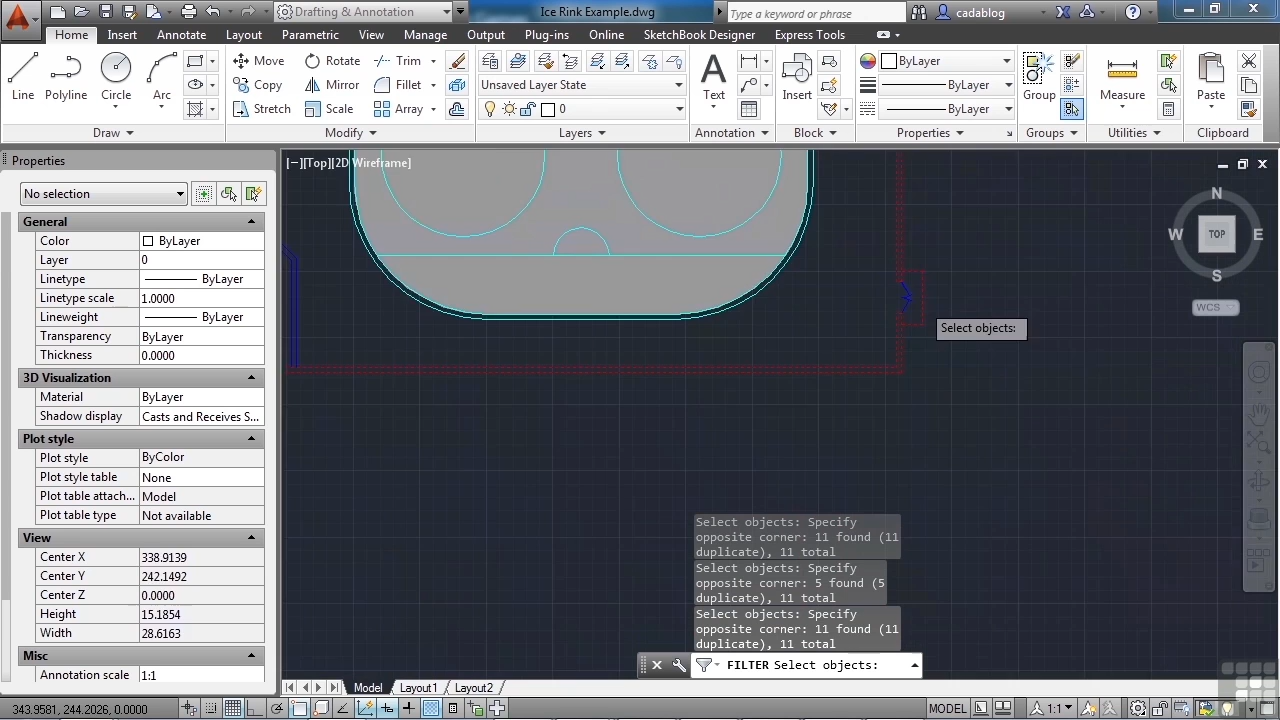 Drafting & Annotation
Ice Rink Example.dwg
Type a keyword or phrase
cadablog
Home Insert Annotate Layout Parametric View Manage Output Plug-ins Online SketchBook Designer Express Tools
Line Polyline Circle Arc
Move Rotate Trim
Copy Mirror Fillet
Stretch Scale Array
Unsaved Layer State
0
A
Text
Insert
ByLayer
ByLayer
ByLayer
Group
Measure
Paste
Draw Modify Layers Annotation Block Properties Groups Utilities Clipboard
Properties
No selection
General
Color ByLayer
Layer 0
Linetype ByLayer
Linetype scale 1.0000
Lineweight ByLayer
Transparency ByLayer
Thickness 0.0000
3D Visualization
Material ByLayer
Shadow display Casts and Receives S...
Plot style
Plot style ByColor
Plot style table None
Plot table attach... Model
Plot table type Not available
View
Center X 338.9139
Center Y 242.1492
Center Z 0.0000
Height 15.1854
Width 28.6163
Misc
Annotation scale 1:1
[−][Top][2D Wireframe]
N
W TOP E
S
WCS
Select objects:
Select objects: Specify
opposite corner: 11 found (11
duplicate), 11 total
Select objects: Specify
opposite corner: 5 found (5
duplicate), 11 total
Select objects: Specify
opposite corner: 11 found (11
duplicate), 11 total
FILTER Select objects:
Model Layout1 Layout2
343.9581, 244.2026, 0.0000
MODEL
1:1